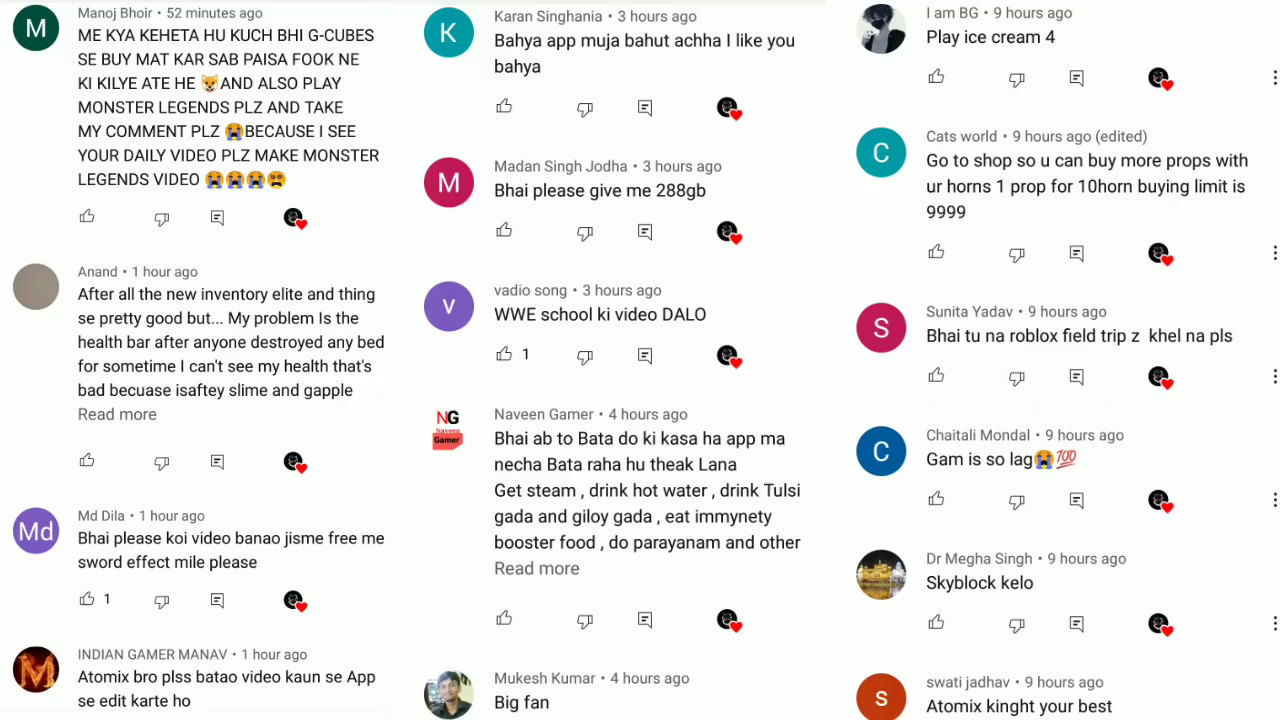 M
Manoj Bhoir • 52 minutes ago
ME KYA KEHETA HU KUCH BHI G-CUBES
SE BUY MAT KAR SAB PAISA FOOK NE
KI KILYE ATE HE 😺AND ALSO PLAY
MONSTER LEGENDS PLZ AND TAKE
MY COMMENT PLZ 😭BECAUSE I SEE
YOUR DAILY VIDEO PLZ MAKE MONSTER
LEGENDS VIDEO 😭😭😭😵
Anand • 1 hour ago
After all the new inventory elite and thing
se pretty good but... My problem Is the
health bar after anyone destroyed any bed
for sometime I can't see my health that's
bad becuase isaftey slime and gapple
Read more
Md
Md Dila • 1 hour ago
Bhai please koi video banao jisme free me
sword effect mile please
1
M
INDIAN GAMER MANAV • 1 hour ago
Atomix bro plss batao video kaun se App
se edit karte ho
K
Karan Singhania • 3 hours ago
Bahya app muja bahut achha I like you
bahya
M
Madan Singh Jodha • 3 hours ago
Bhai please give me 288gb
v
vadio song • 3 hours ago
WWE school ki video DALO
1
NG
Naveen
Gamer
Naveen Gamer • 4 hours ago
Bhai ab to Bata do ki kasa ha app ma
necha Bata raha hu theak Lana
Get steam , drink hot water , drink Tulsi
gada and giloy gada , eat immynety
booster food , do parayanam and other
Read more
Mukesh Kumar • 4 hours ago
Big fan
I am BG • 9 hours ago
Play ice cream 4
C
Cats world • 9 hours ago (edited)
Go to shop so u can buy more props with
ur horns 1 prop for 10horn buying limit is
9999
S
Sunita Yadav • 9 hours ago
Bhai tu na roblox field trip z  khel na pls
C
Chaitali Mondal • 9 hours ago
Gam is so lag😭💯
Dr Megha Singh • 9 hours ago
Skyblock kelo
s
swati jadhav • 9 hours ago
Atomix kinght your best